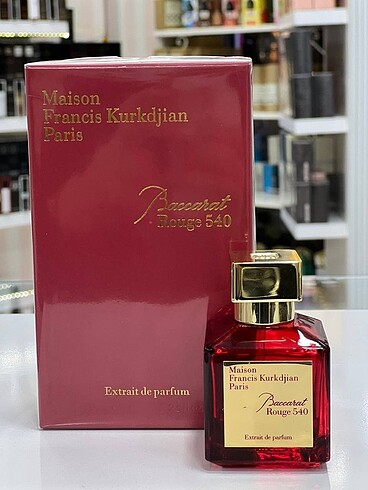 Maison
Francis Kurkdjian
Paris
Baccarat
Rouge 540
Extrait de parfum
Maison
Francis Kurkdjian
Paris
Baccarat
Rouge 540
Extrait de parfum